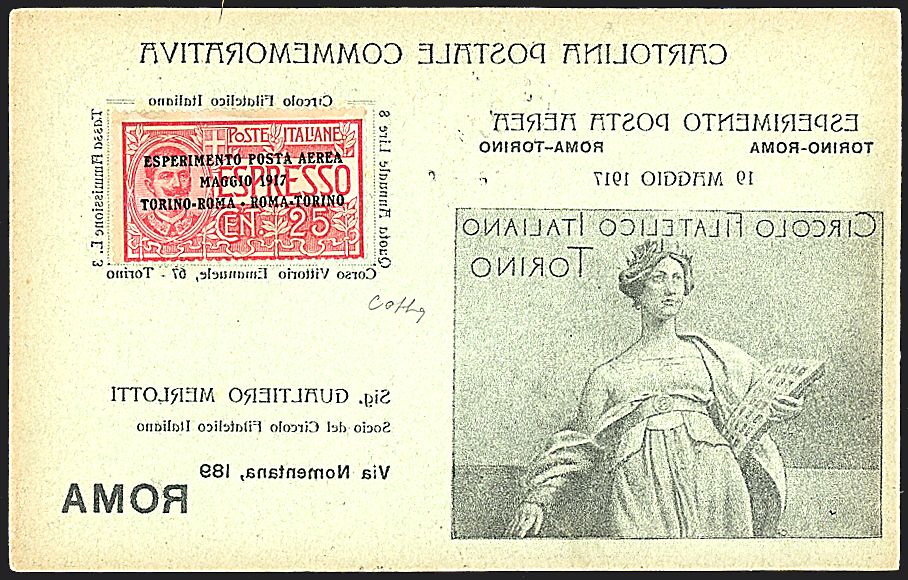 CARTOLINA POSTALE COMMEMORATIVA
ESPERIMENTO POSTA AEREA
TORINO-ROMA ROMA-TORINO
19 MAGGIO 1917
CIRCOLO FILATELICO ITALIANO
TORINO
Circolo Filatelico Italiano
Tassa Ammissione L. 3
Quota Annuale Lire 8
Corso Vittorio Emanuele, 67 - Torino
POSTE ITALIANE
ESPRESSO
CENT. 25
ESPERIMENTO POSTA AEREA
MAGGIO 1917
TORINO-ROMA · ROMA-TORINO
Sig. GUALTIERO MERLOTTI
Socio del Circolo Filatelico Italiano
Via Nomentana, 189
ROMA